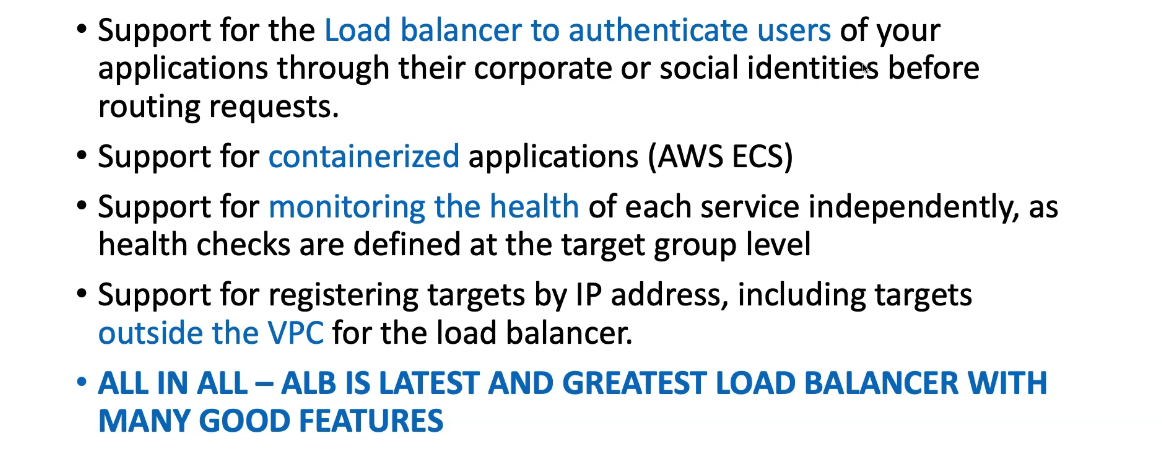 • Support for the Load balancer to authenticate users of your
applications through their corporate or social identities before
routing requests.
• Support for containerized applications (AWS ECS)
• Support for monitoring the health of each service independently, as
health checks are defined at the target group level
• Support for registering targets by IP address, including targets
outside the VPC for the load balancer.
• ALL IN ALL – ALB IS LATEST AND GREATEST LOAD BALANCER WITH
MANY GOOD FEATURES